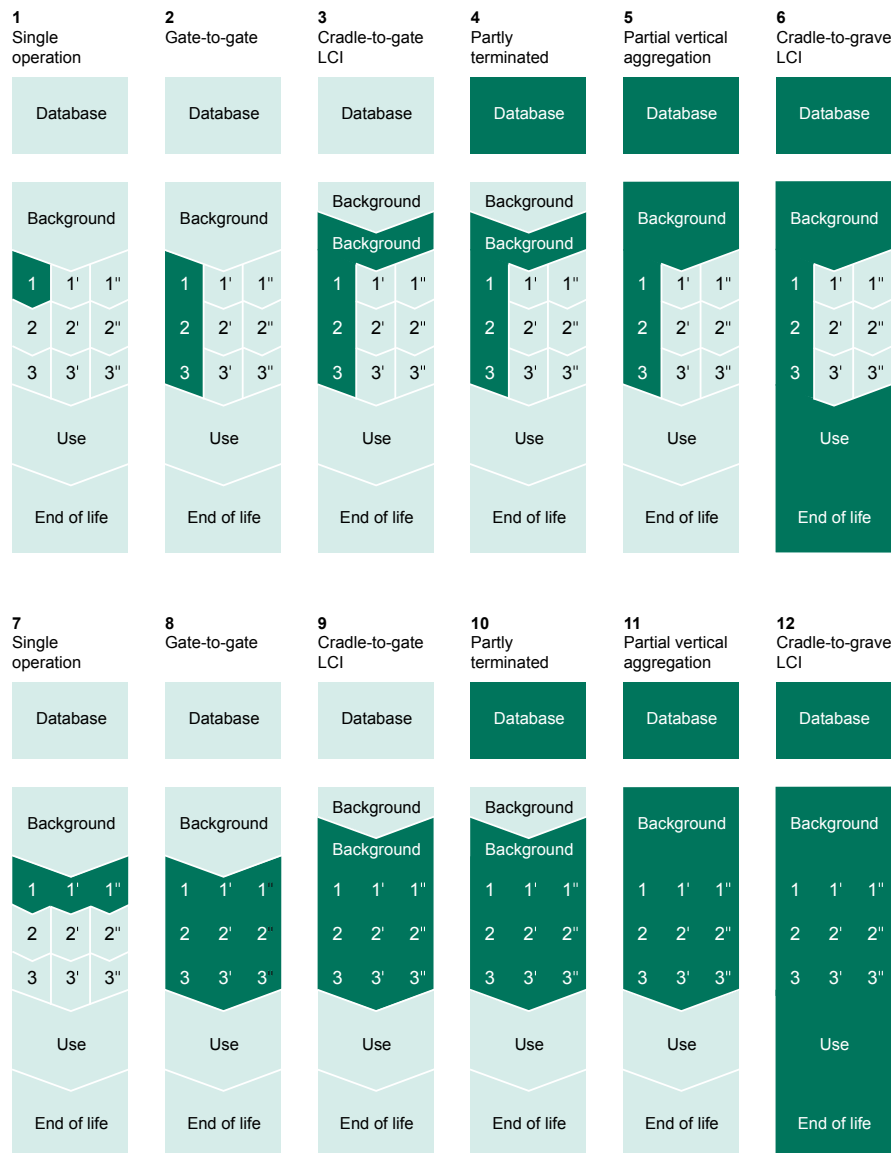 1
Single
operation
2
Gate-to-gate
3
Cradle-to-gate
LCI
4
Partly
terminated
5
Partial vertical
aggregation
6
Cradle-to-grave
LCI
Database Database Database Database Database Database
Background Background Background Background Background Background
Background Background
1 1' 1" 1 1' 1" 1 1' 1" 1 1' 1" 1 1' 1" 1 1' 1"
2 2' 2" 2 2' 2" 2 2' 2" 2 2' 2" 2 2' 2" 2 2' 2"
3 3' 3" 3 3' 3" 3 3' 3" 3 3' 3" 3 3' 3" 3 3' 3"
Use Use Use Use Use Use
End of life End of life End of life End of life End of life End of life
7
Single
operation
8
Gate-to-gate
9
Cradle-to-gate
LCI
10
Partly
terminated
11
Partial vertical
aggregation
12
Cradle-to-grave
LCI
Database Database Database Database Database Database
Background Background Background Background Background Background
Background Background
1 1' 1" 1 1' 1" 1 1' 1" 1 1' 1" 1 1' 1" 1 1' 1"
2 2' 2" 2 2' 2" 2 2' 2" 2 2' 2" 2 2' 2" 2 2' 2"
3 3' 3" 3 3' 3" 3 3' 3" 3 3' 3" 3 3' 3" 3 3' 3"
Use Use Use Use Use Use
End of life End of life End of life End of life End of life End of life